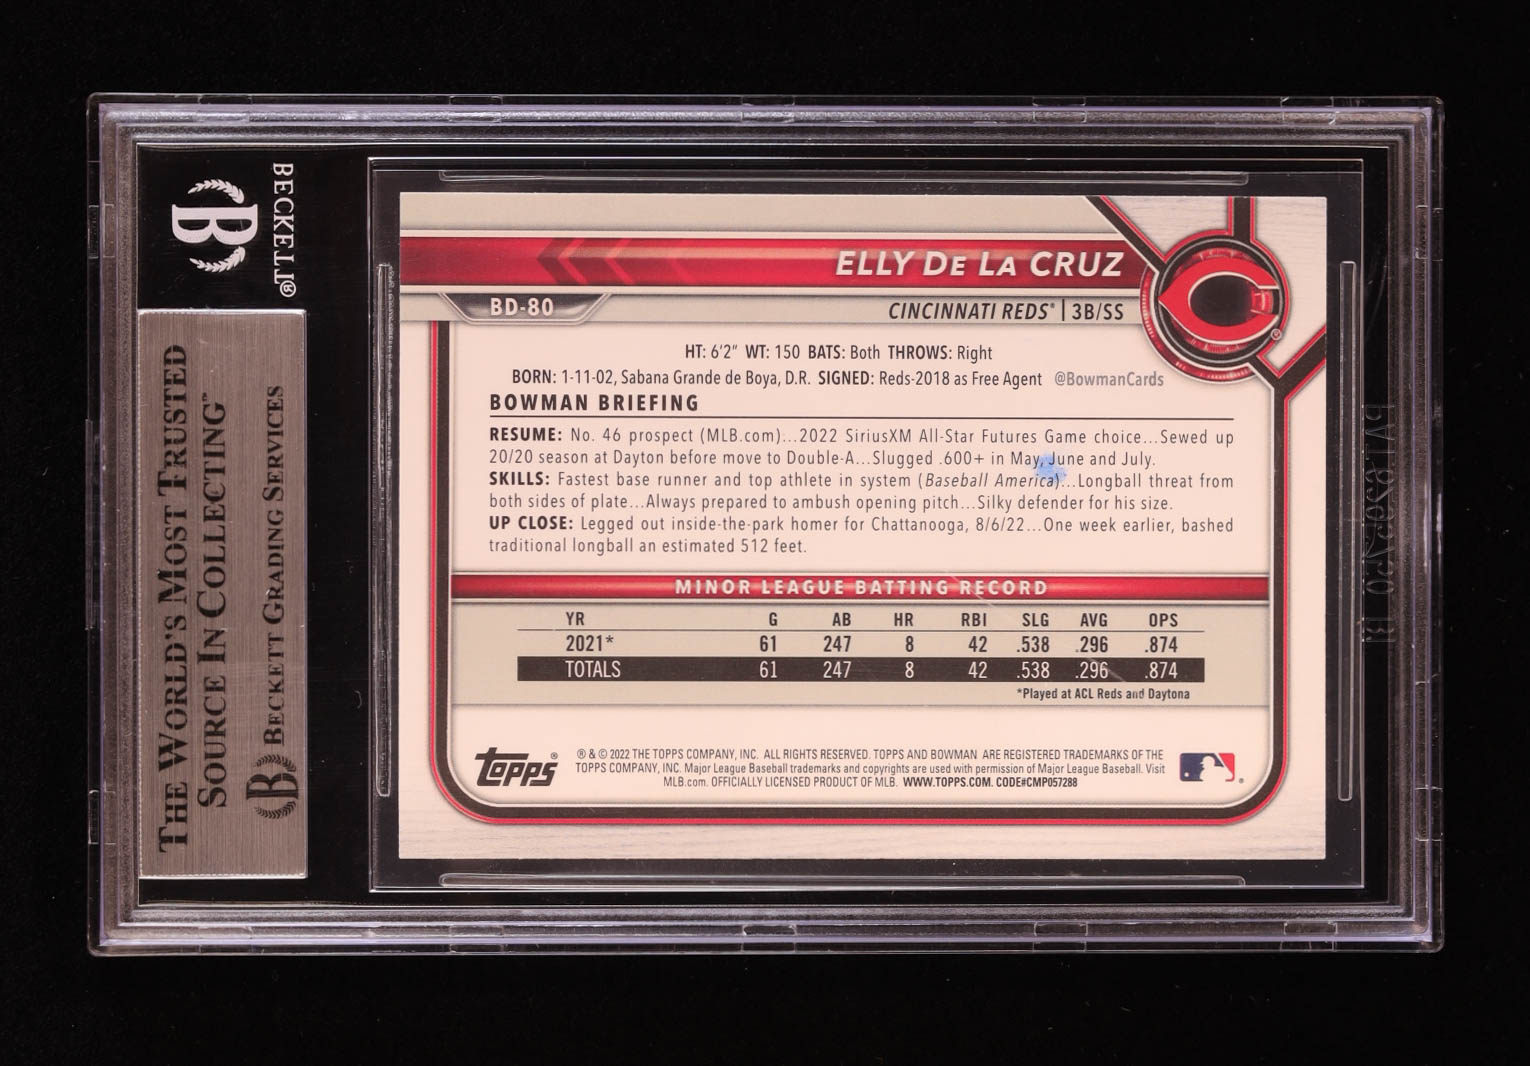 BECKETT®
B
THE WORLD'S MOST TRUSTED
SOURCE IN COLLECTING™
B BECKETT GRADING SERVICES
ELLY DE LA CRUZ
BD-80
CINCINNATI REDS® | 3B/SS
C
®
HT: 6'2" WT: 150 BATS: Both THROWS: Right
BORN: 1-11-02, Sabana Grande de Boya, D.R. SIGNED: Reds-2018 as Free Agent @BowmanCards
BOWMAN BRIEFING
RESUME: No. 46 prospect (MLB.com)...2022 SiriusXM All-Star Futures Game choice...Sewed up
20/20 season at Dayton before move to Double-A...Slugged .600+ in May, June and July.
SKILLS: Fastest base runner and top athlete in system (Baseball America)...Longball threat from
both sides of plate...Always prepared to ambush opening pitch...Silky defender for his size.
UP CLOSE: Legged out inside-the-park homer for Chattanooga, 8/6/22...One week earlier, bashed
traditional longball an estimated 512 feet.
MINOR LEAGUE BATTING RECORD
YR G AB HR RBI SLG AVG OPS
2021* 61 247 8 42 .538 .296 .874
TOTALS 61 247 8 42 .538 .296 .874
*Played at ACL Reds and Daytona
TOPPS®
® & © 2022 THE TOPPS COMPANY, INC. ALL RIGHTS RESERVED. TOPPS AND BOWMAN ARE REGISTERED TRADEMARKS OF THE
TOPPS COMPANY, INC. Major League Baseball trademarks and copyrights are used with permission of Major League Baseball. Visit
MLB.com. OFFICIALLY LICENSED PRODUCT OF MLB. WWW.TOPPS.COM. CODE#CMP057288
®